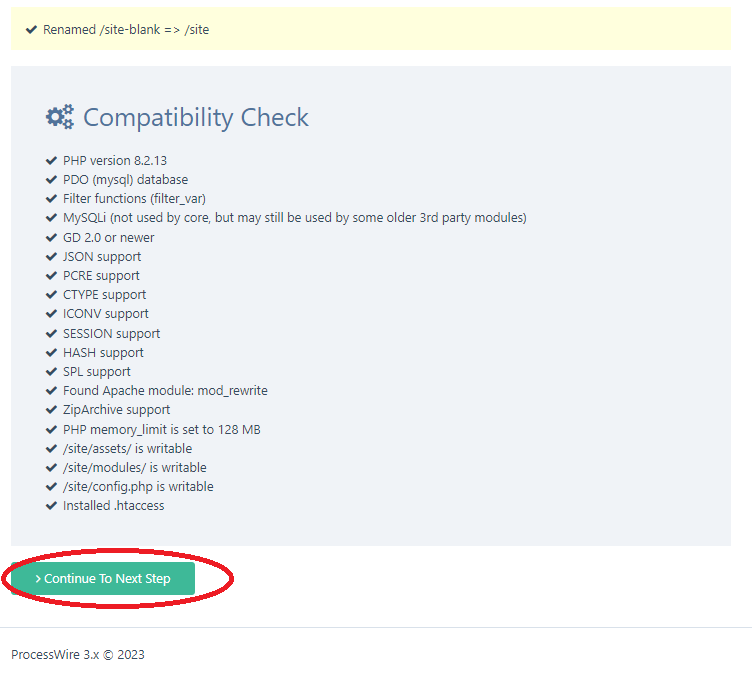 Renamed /site-blank => /site
Compatibility Check
PHP version 8.2.13
PDO (mysql) database
Filter functions (filter_var)
MySQLi (not used by core, but may still be used by some older 3rd party modules)
GD 2.0 or newer
JSON support
PCRE support
CTYPE support
ICONV support
SESSION support
HASH support
SPL support
Found Apache module: mod_rewrite
ZipArchive support
PHP memory_limit is set to 128 MB
/site/assets/ is writable
/site/modules/ is writable
/site/config.php is writable
Installed .htaccess
Continue To Next Step
ProcessWire 3.x © 2023